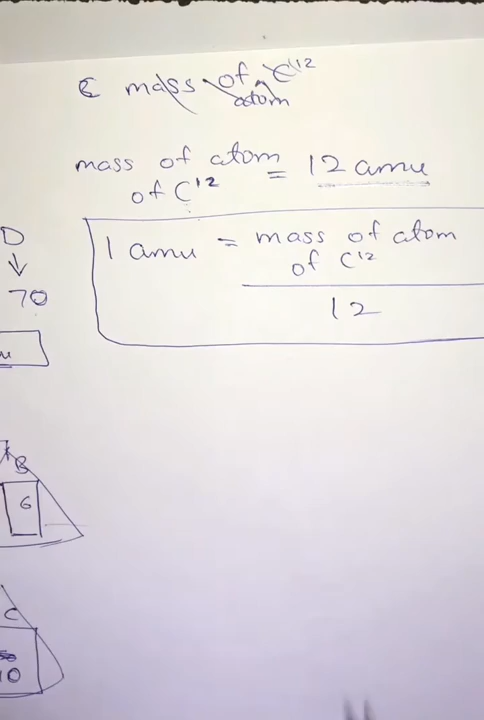 mass of C12
atom
mass of atom = 12 amu
of C12
D
1 amu = mass of atom
of C12
12
70
B
6
C
10